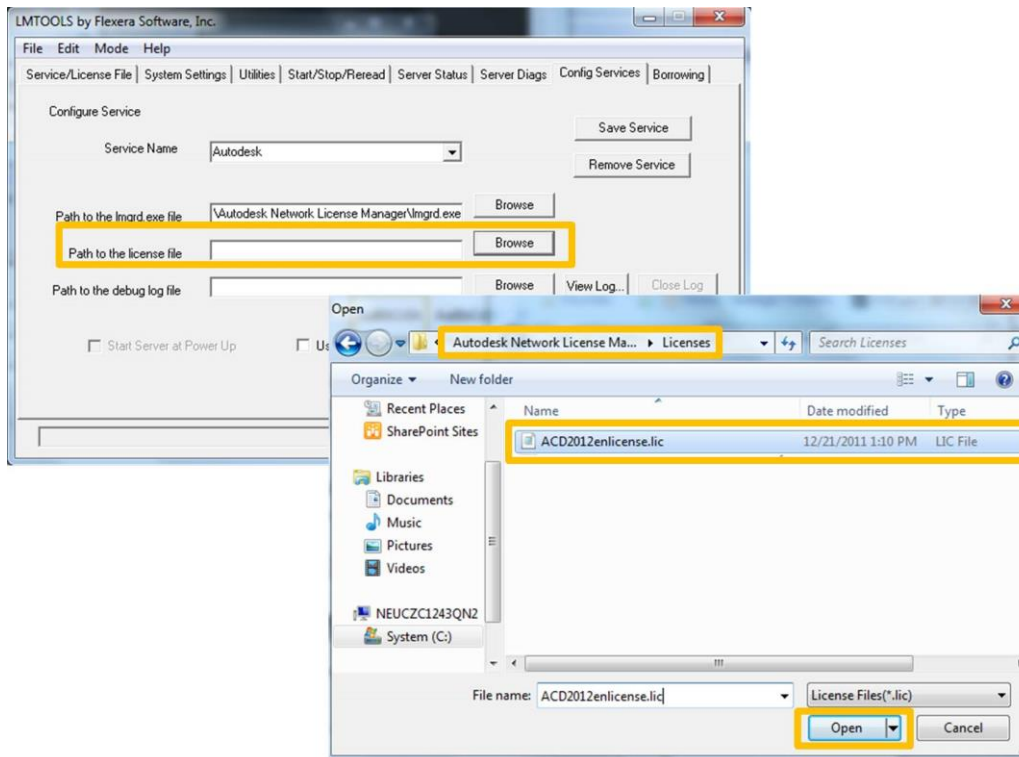 LMTOOLS by Flexera Software, Inc.
File Edit Mode Help
Service/License File System Settings Utilities Start/Stop/Reread Server Status Server Diags Config Services Borrowing
Configure Service
Save Service
Service Name Autodesk
Remove Service
Path to the lmgrd.exe file \Autodesk Network License Manager\lmgrd.exe Browse
Path to the license file Browse
Path to the debug log file Browse View Log... Close Log
Start Server at Power Up
Open
Autodesk Network License Ma... Licenses Search Licenses
Organize New folder
Recent Places Name Date modified Type
SharePoint Sites ACD2012enlicense.lic 12/21/2011 1:10 PM LIC File
Libraries
Documents
Music
Pictures
Videos
NEUCZC1243QN2
System (C:)
File name: ACD2012enlicense.lic License Files(*.lic)
Open Cancel